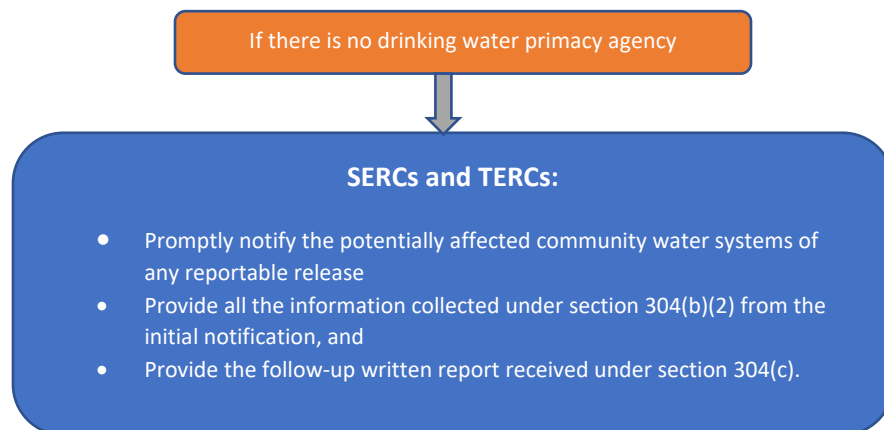 If there is no drinking water primacy agency
SERCs and TERCs:
• Promptly notify the potentially affected community water systems of
any reportable release
• Provide all the information collected under section 304(b)(2) from the
initial notification, and
• Provide the follow-up written report received under section 304(c).